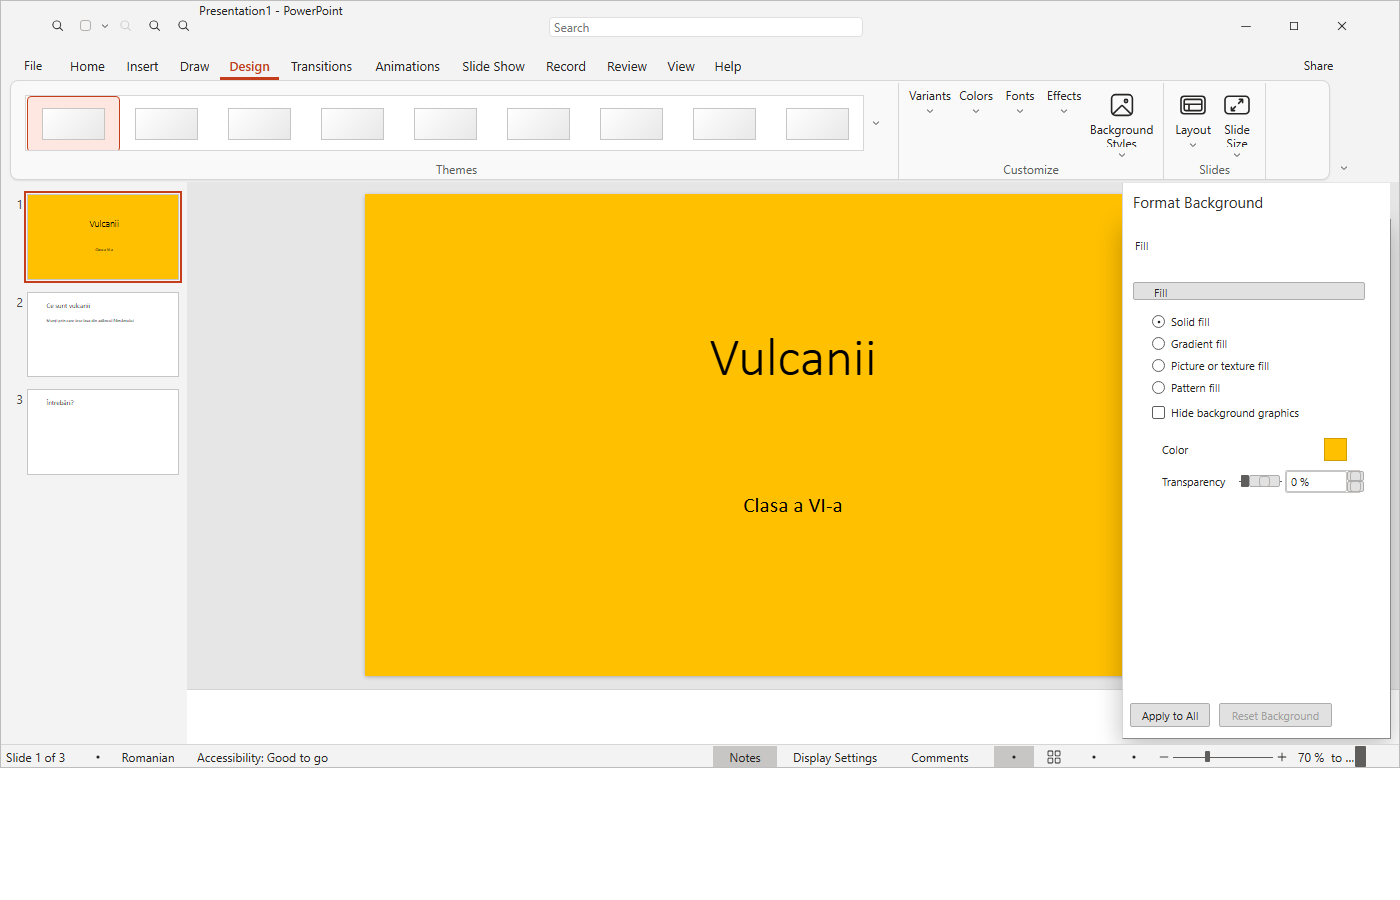 Presentation1 - PowerPoint
Search
File Home Insert Draw Design Transitions Animations Slide Show Record Review View Help Share
Variants Colors Fonts Effects
Background Styles
Layout
Slide Size
Themes Customize Slides
1
Vulcanii
Clasa a VI-a
2
Ce sunt vulcanii
3
Întrebări?
Vulcanii
Clasa a VI-a
Format Background
Fill
Fill
Solid fill
Gradient fill
Picture or texture fill
Pattern fill
Hide background graphics
Color
Transparency 0 %
Apply to All Reset Background
Slide 1 of 3 Romanian Accessibility: Good to go Notes Display Settings Comments 70 % to ...